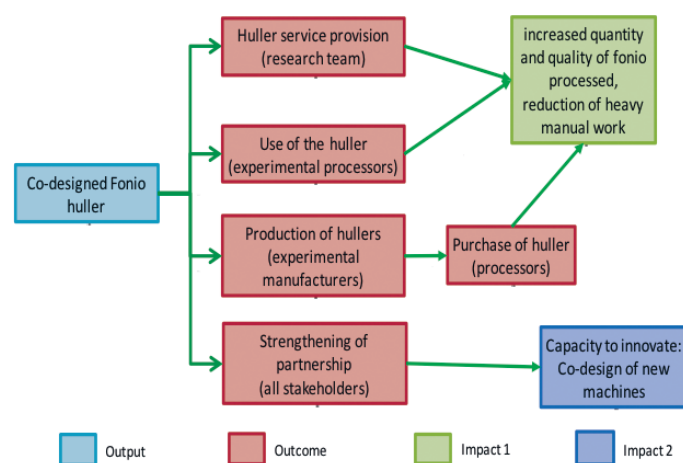 Huller service provision
(research team)
increased quantity
and quality of fonio
processed,
reduction of heavy
manual work
Use of the huller
(experimental processors)
Co-designed Fonio
huller
Production of hullers
(experimental
manufacturers)
Purchase of huller
(processors)
Strengthening of
partnership
(all stakeholders)
Capacity to innovate:
Co-design of new
machines
Output
Outcome
Impact 1
Impact 2